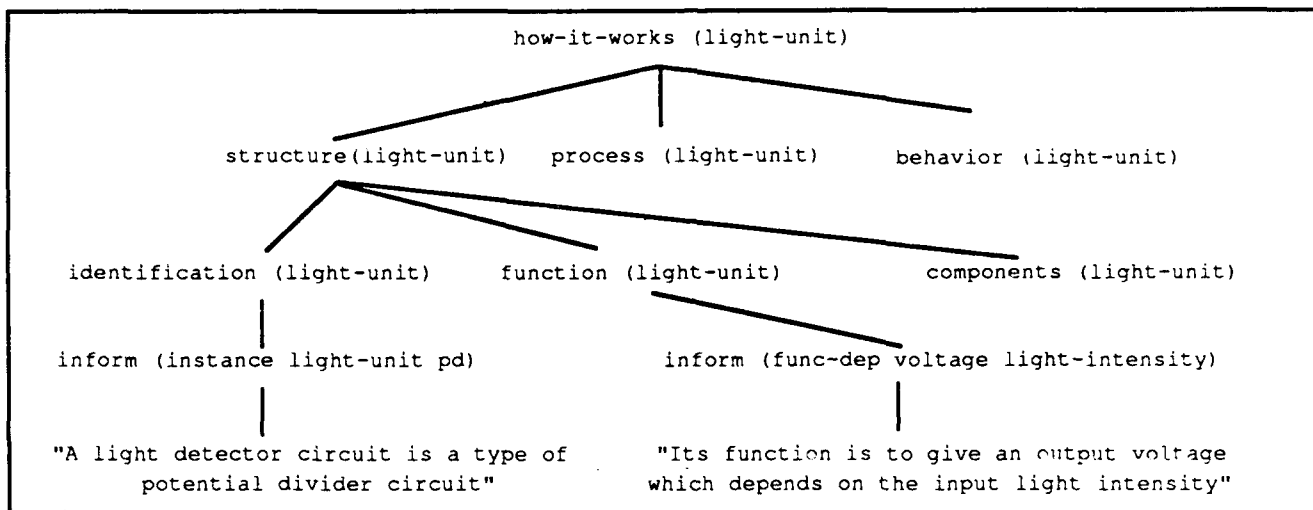 how-it-works (light-unit)
structure(light-unit) process (light-unit) behavior (light-unit)
identification (light-unit) function (light-unit) components (light-unit)
inform (instance light-unit pd) inform (func-dep voltage light-intensity)
"A light detector circuit is a type of "Its function is to give an output voltage
potential divider circuit" which depends on the input light intensity"